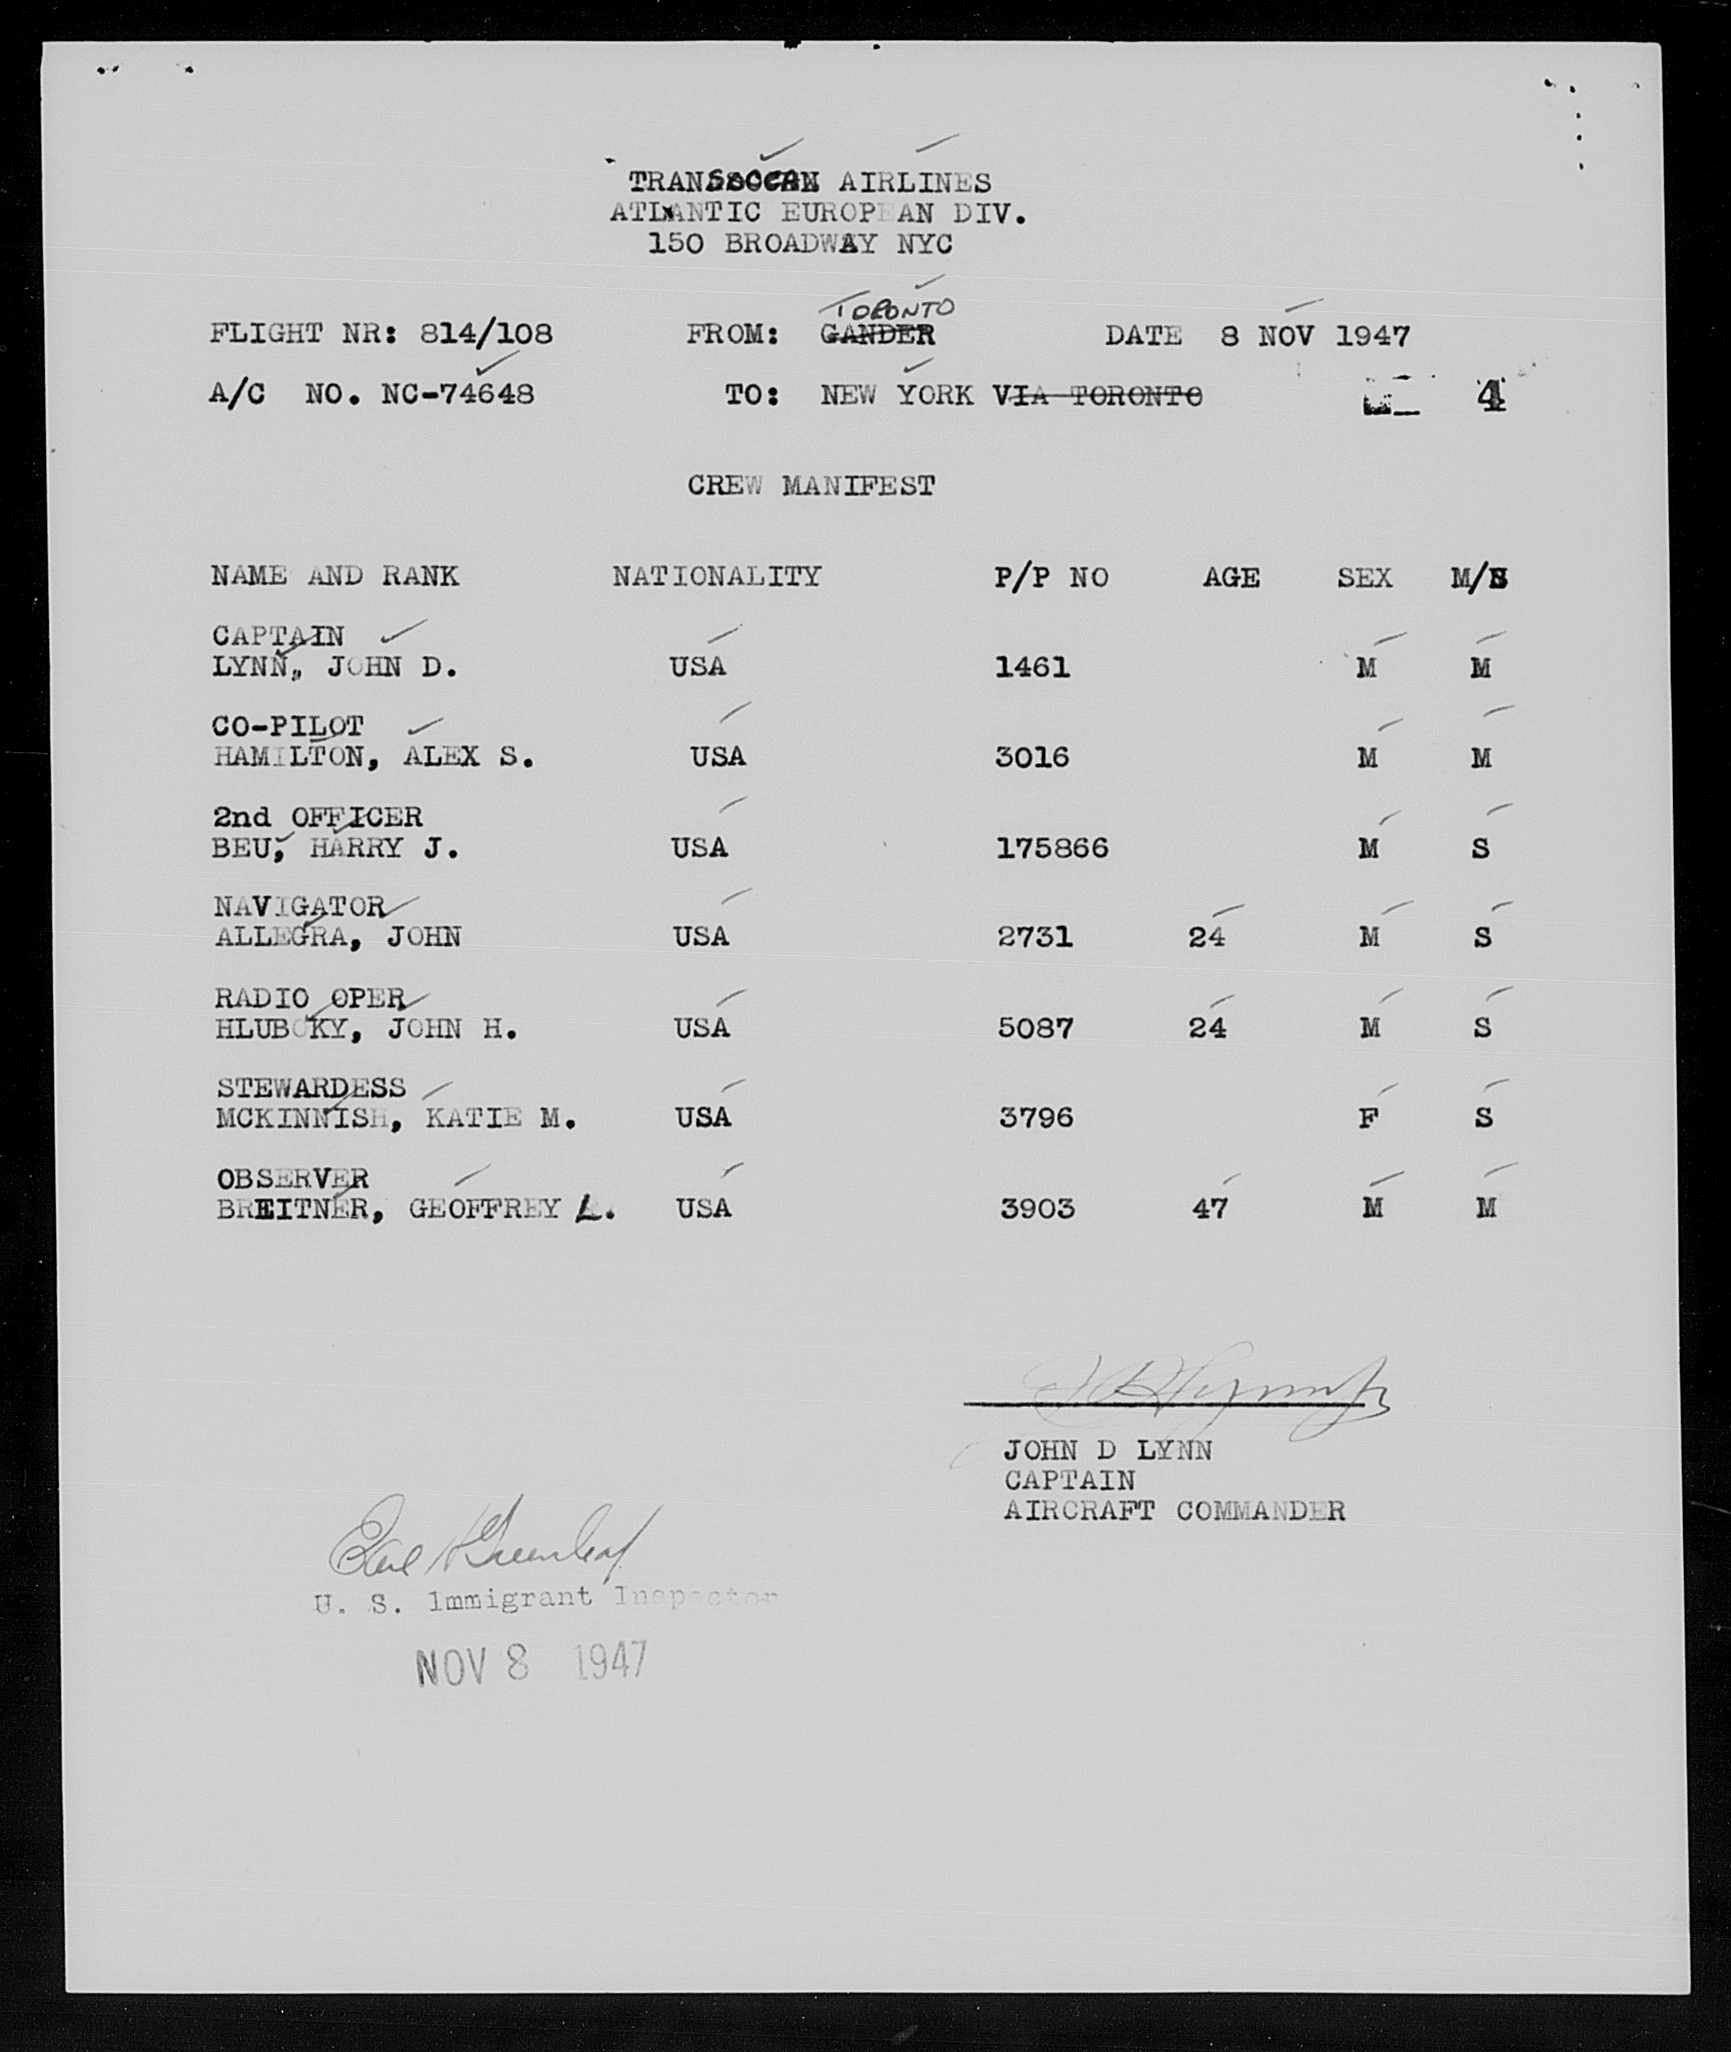 TRANSOCEAN AIRLINES
ATLANTIC EUROPEAN DIV.
150 BROADWAY NYC
TORONTO
FLIGHT NR: 814/108 FROM: GANDER DATE 8 NOV 1947
A/C NO. NC-74648 TO: NEW YORK VIA TORONTO 4
CREW MANIFEST
NAME AND RANK NATIONALITY P/P NO AGE SEX M/S
CAPTAIN
LYNN, JOHN D. USA 1461 M M
CO-PILOT
HAMILTON, ALEX S. USA 3016 M M
2nd OFFICER
BEU, HARRY J. USA 175866 M S
NAVIGATOR
ALLEGRA, JOHN USA 2731 24 M S
RADIO OPER
HLUBOKY, JOHN H. USA 5087 24 M S
STEWARDESS
MCKINNISH, KATIE M. USA 3796 F S
OBSERVER
BREITNER, GEOFFREY L. USA 3903 47 M M
JOHN D LYNN
CAPTAIN
AIRCRAFT COMMANDER
Earl H Greenleaf
U. S. Immigrant Inspector
NOV 8 1947